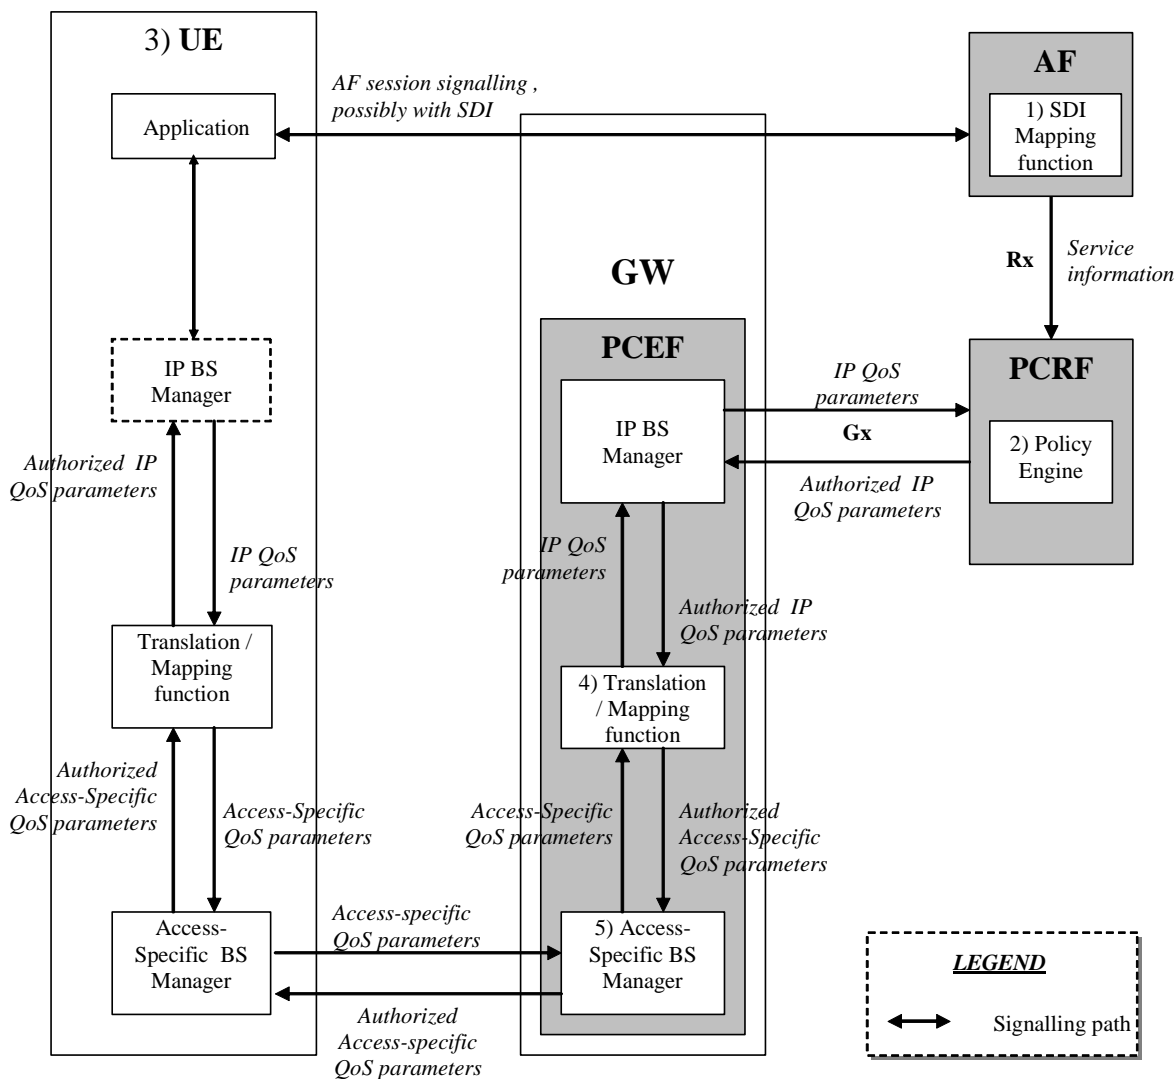 3) UE
AF session signalling ,
possibly with SDI
Application
AF
1) SDI
Mapping
function
Rx
Service
information
GW
PCEF
PCRF
IP BS
Manager
IP BS
Manager
IP QoS
parameters
Gx
Authorized IP
QoS parameters
2) Policy
Engine
Authorized IP
QoS parameters
IP QoS
parameters
IP QoS
parameters
Authorized IP
QoS parameters
Translation /
Mapping
function
4) Translation
/ Mapping
function
Authorized
Access-Specific
QoS parameters
Access-Specific
QoS parameters
Access-Specific
QoS parameters
Authorized
Access-Specific
QoS parameters
Access-
Specific BS
Manager
Access-specific
QoS parameters
5) Access-
Specific BS
Manager
Authorized
Access-specific
QoS parameters
LEGEND
Signalling path